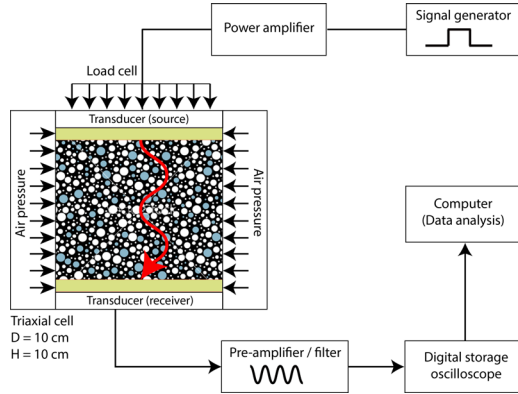 Power amplifier
Signal generator
Load cell
Transducer (source)
Air pressure
Air pressure
Computer
(Data analysis)
Transducer (receiver)
Triaxial cell
D = 10 cm
H = 10 cm
Pre-amplifier / filter
Digital storage
oscilloscope